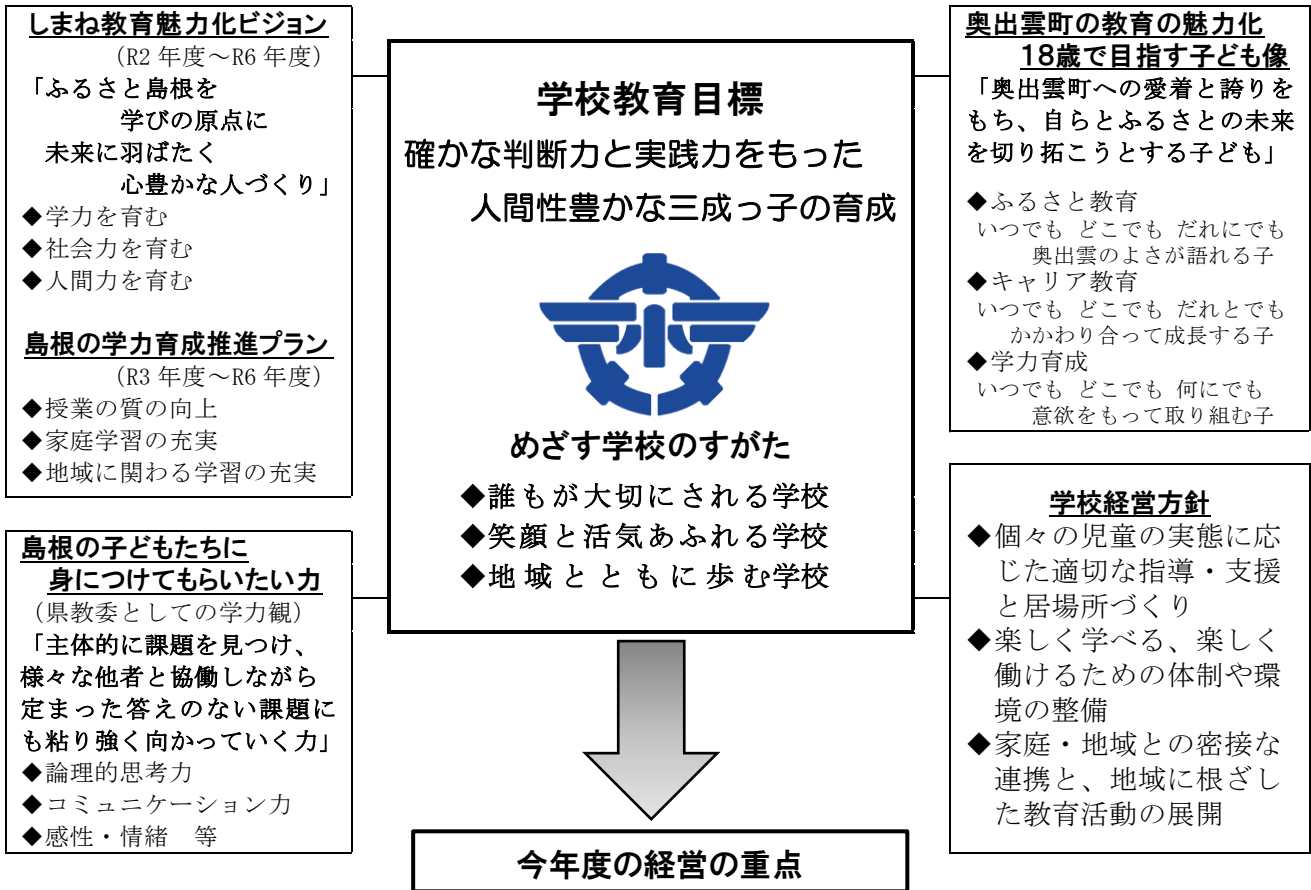 しまね教育魅力化ビジョン
(R2 年度～R6 年度)
「ふるさと島根を
学びの原点に
未来に羽ばたく
心豊かな人づくり」
◆学力を育む
◆社会力を育む
◆人間力を育む
島根の学力育成推進プラン
(R3 年度～R6 年度)
◆授業の質の向上
◆家庭学習の充実
◆地域に関わる学習の充実
島根の子どもたちに
身につけてもらいたい力
（県教委としての学力観）
「主体的に課題を見つけ、
様々な他者と協働しながら
定まった答えのない課題に
も粘り強く向かっていく力」
◆論理的思考力
◆コミュニケーション力
◆感性・情緒　等
学校教育目標
確かな判断力と実践力をもった
人間性豊かな三成っ子の育成
小
めざす学校のすがた
◆誰もが大切にされる学校
◆笑顔と活気あふれる学校
◆地域とともに歩む学校
今年度の経営の重点
奥出雲町の教育の魅力化
18歳で目指す子ども像
「奥出雲町への愛着と誇りを
もち、自らとふるさとの未来
を切り拓こうとする子ども」
◆ふるさと教育
いつでも どこでも だれにでも
奥出雲のよさが語れる子
◆キャリア教育
いつでも どこでも だれとでも
かかわり合って成長する子
◆学力育成
いつでも どこでも 何にでも
意欲をもって取り組む子
学校経営方針
◆個々の児童の実態に応
じた適切な指導・支援
と居場所づくり
◆楽しく学べる、楽しく
働けるための体制や環
境の整備
◆家庭・地域との密接な
連携と、地域に根ざし
た教育活動の展開